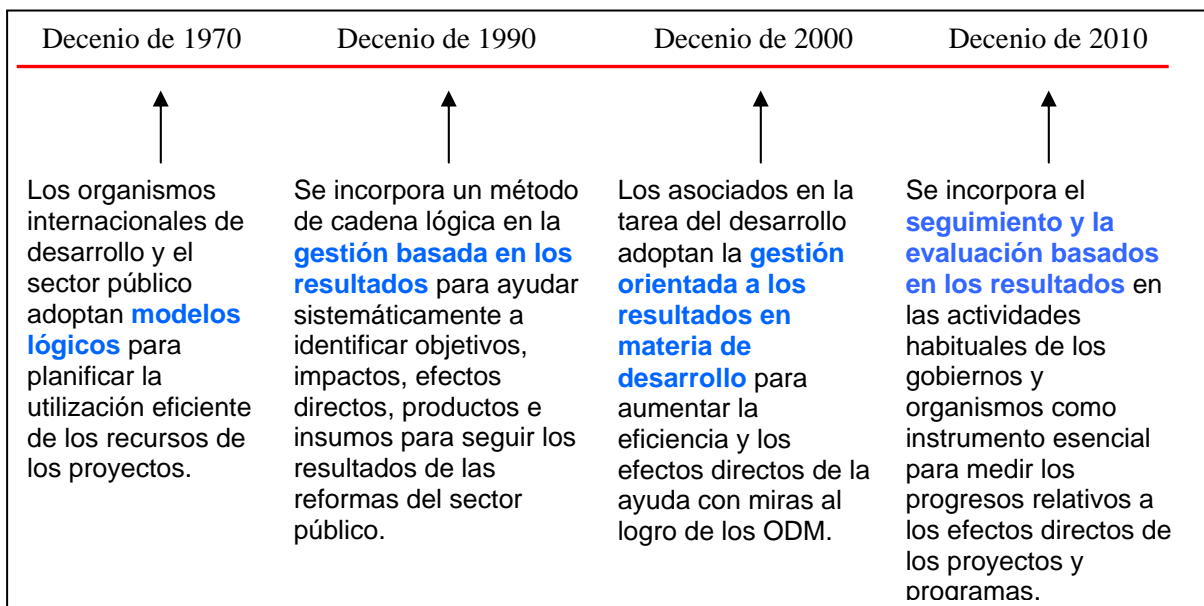 Decenio de 1970
Decenio de 1990
Decenio de 2000
Decenio de 2010
Los organismos
internacionales de
desarrollo y el
sector público
adoptan modelos
lógicos para
planificar la
utilización eficiente
de los recursos de
los proyectos.
Se incorpora un método
de cadena lógica en la
gestión basada en los
resultados para ayudar
sistemáticamente a
identificar objetivos,
impactos, efectos
directos, productos e
insumos para seguir los
resultados de las
reformas del sector
público.
Los asociados en la
tarea del desarrollo
adoptan la gestión
orientada a los
resultados en
materia de
desarrollo para
aumentar la
eficiencia y los
efectos directos de la
ayuda con miras al
logro de los ODM.
Se incorpora el
seguimiento y la
evaluación basados
en los resultados en
las actividades
habituales de los
gobiernos y
organismos como
instrumento esencial
para medir los
progresos relativos a
los efectos directos de
los proyectos y
programas.